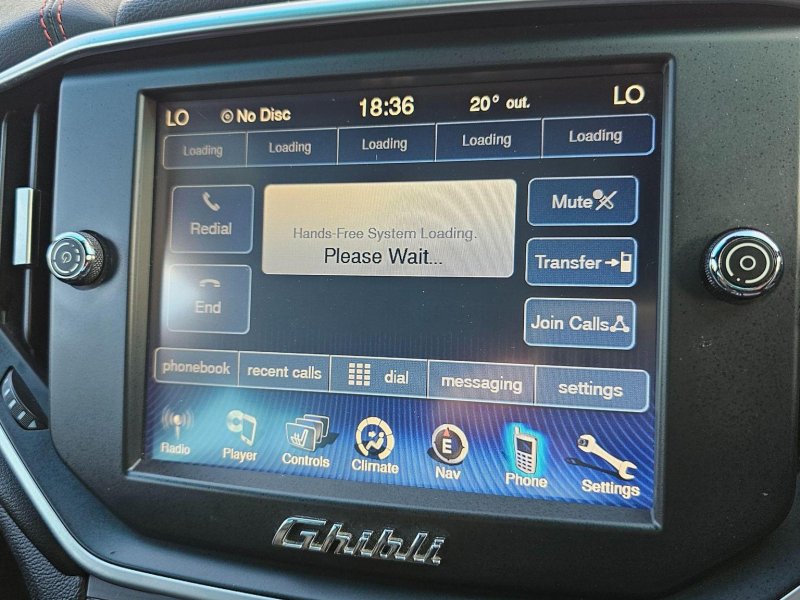 LO No Disc 18:36 20° out. LO
Loading Loading Loading Loading Loading
Redial
Hands-Free System Loading.
Please Wait...
End
Mute
Transfer
Join Calls
phonebook recent calls dial messaging settings
Radio Player Controls Climate E Nav Phone Settings
Ghibli